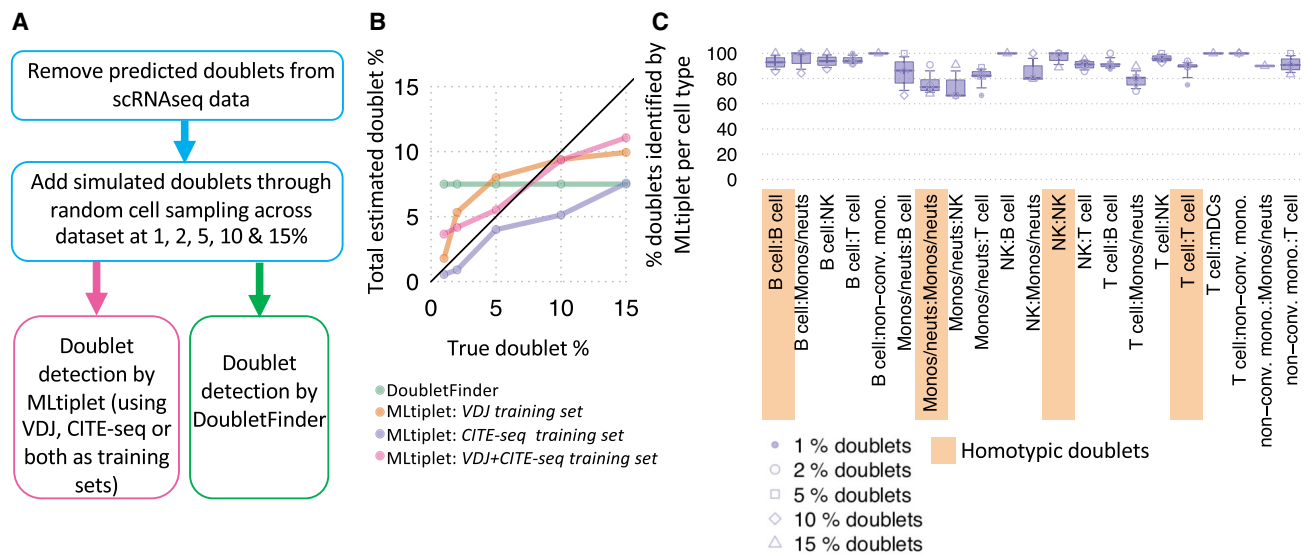 A
Remove predicted doublets from
scRNAseq data
Add simulated doublets through
random cell sampling across
dataset at 1, 2, 5, 10 & 15%
Doublet
detection by
MLtiplet (using
VDJ, CITE-seq or
both as training
sets)
Doublet
detection by
DoubletFinder
B
Total estimated doublet %
15
10
5
0
0
5
10
15
True doublet %
DoubletFinder
MLtiplet: VDJ training set
MLtiplet: CITE-seq training set
MLtiplet: VDJ+CITE-seq training set
C
% doublets identified by
MLtiplet per cell type
100
80
60
40
20
0
B cell:B cell
B cell:Monos/neuts
B cell:NK
B cell:T cell
B cell:non−conv. mono.
Monos/neuts:B cell
Monos/neuts:Monos/neuts
Monos/neuts:NK
Monos/neuts:T cell
NK:B cell
NK:Monos/neuts
NK:NK
NK:T cell
T cell:B cell
T cell:Monos/neuts
T cell:NK
T cell:T cell
T cell:mDCs
T cell:non−conv. mono.
non−conv. mono.:Monos/neuts
non−conv. mono.:T cell
1 % doublets
2 % doublets
5 % doublets
10 % doublets
15 % doublets
Homotypic doublets